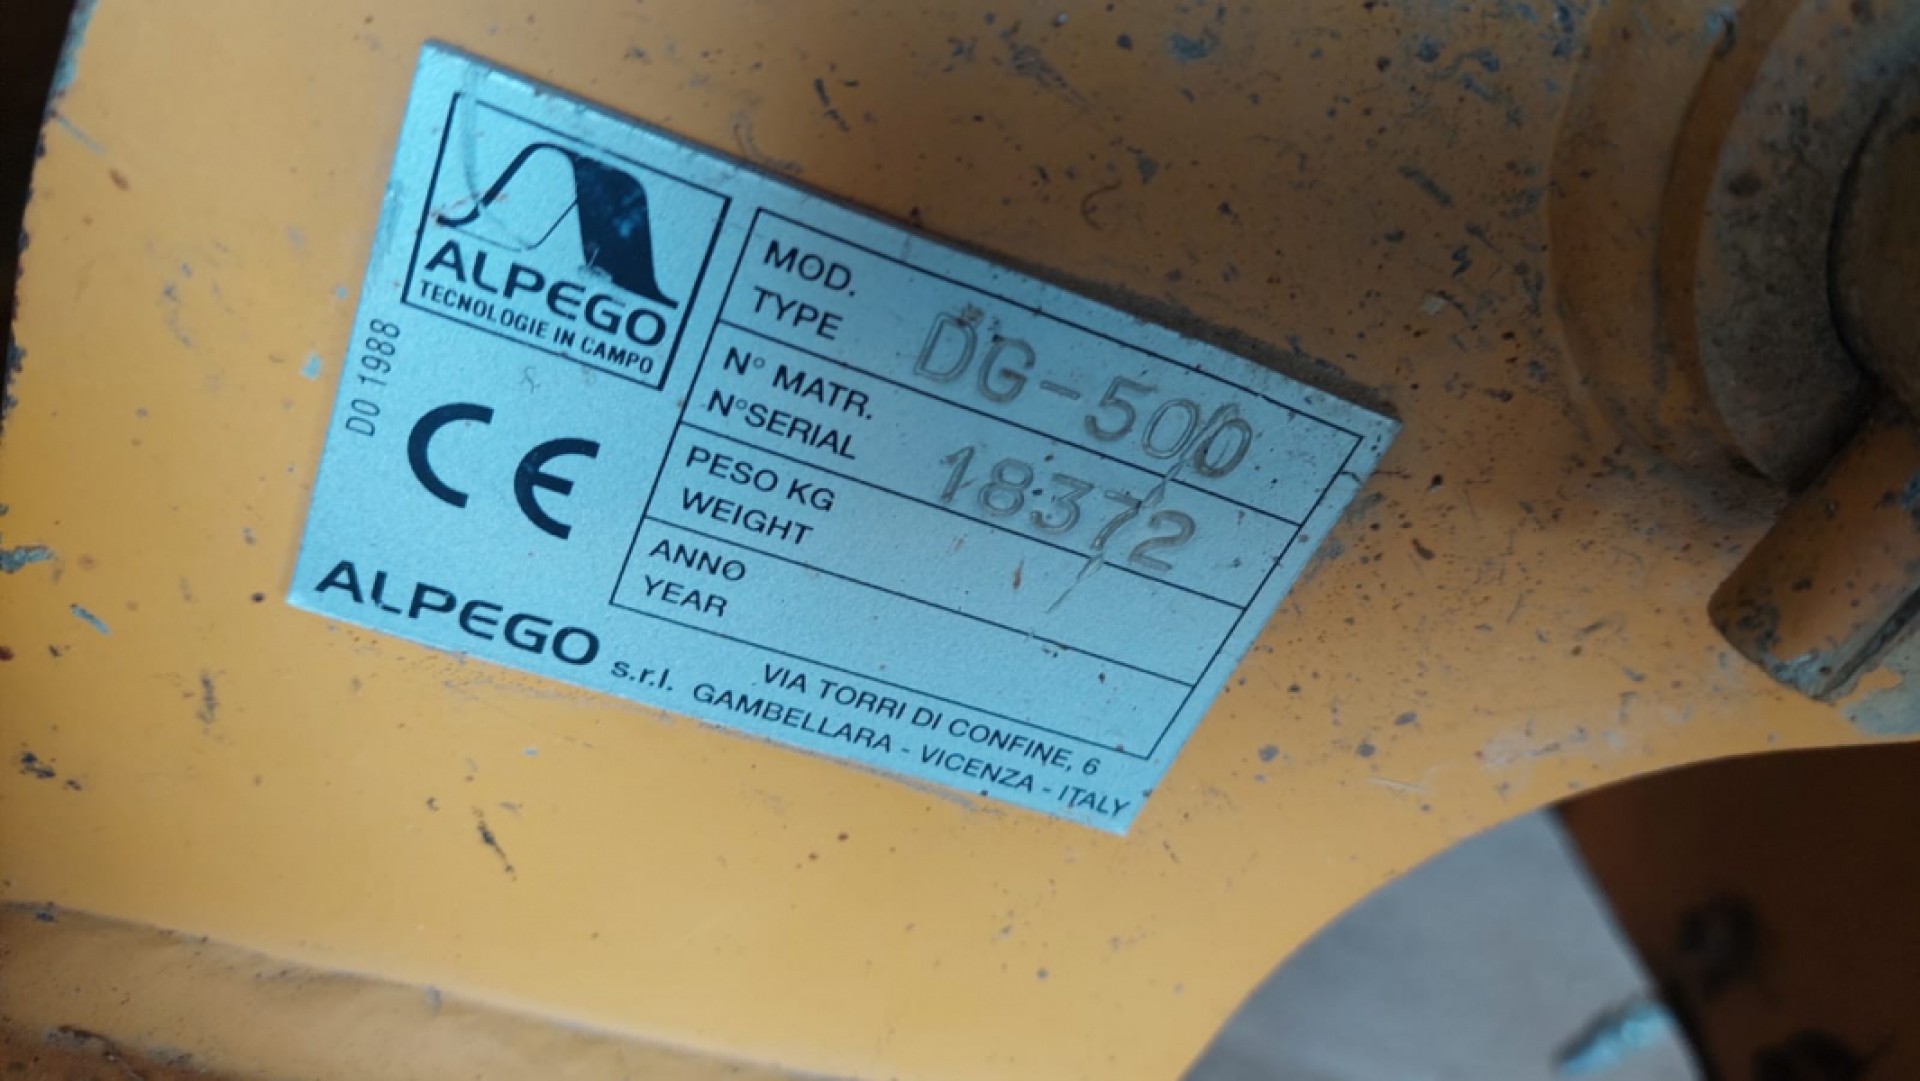 ALPEGO
TECNOLOGIE IN CAMPO
D0 1988
CE
MOD.
TYPE
DG-500
N° MATR.
N°SERIAL
18372
PESO KG
WEIGHT
ANNO
YEAR
ALPEGO s.r.l.
VIA TORRI DI CONFINE, 6
GAMBELLARA - VICENZA - ITALY